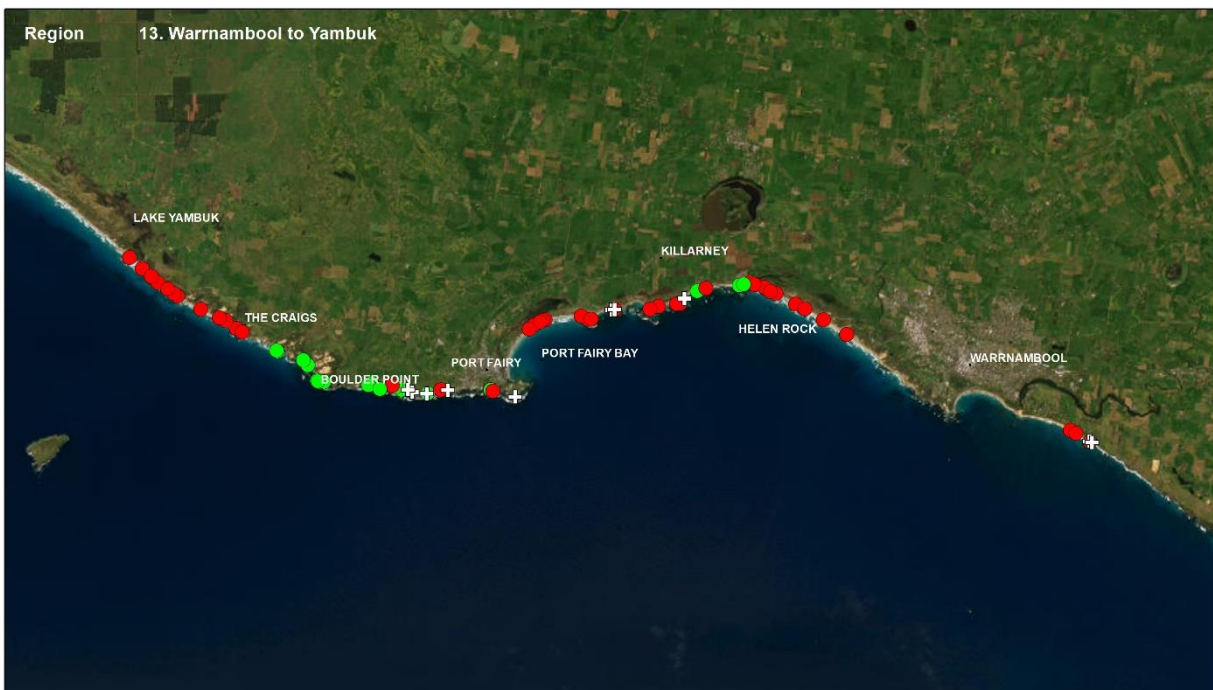 Region 13. Warrnambool to Yambuk
LAKE YAMBUK
KILLARNEY
THE CRAIGS
HELEN ROCK
PORT FAIRY BAY
PORT FAIRY
WARRNAMBOOL
BOULDER POINT